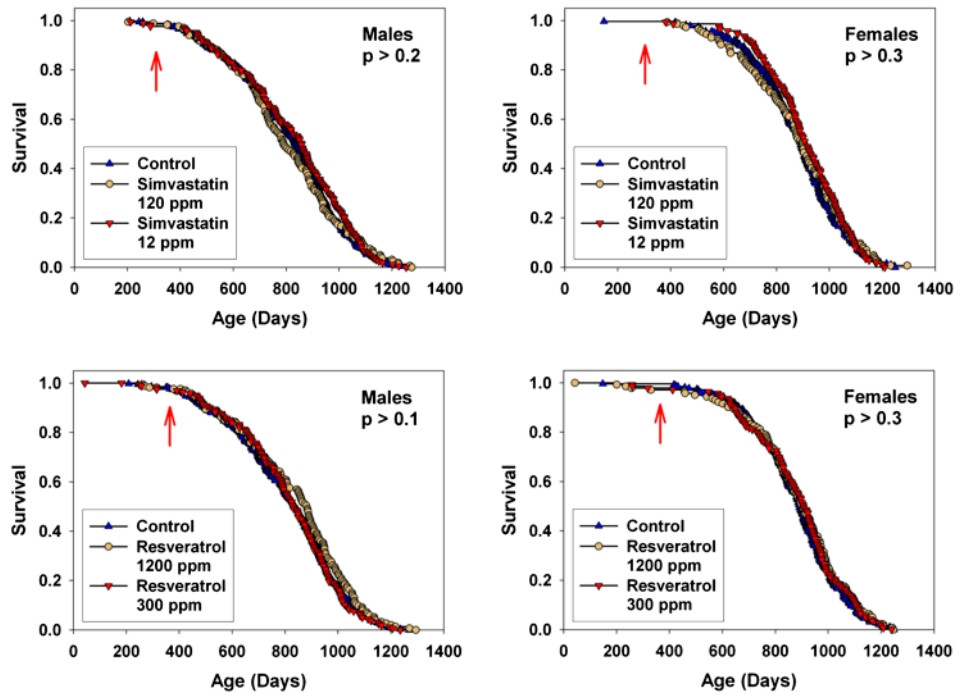 Males
p > 0.2
1.0
0.8
0.6
0.4
0.2
0.0
Survival
Control
Simvastatin
120 ppm
Simvastatin
12 ppm
0 200 400 600 800 1000 1200 1400
Age (Days)
Females
p > 0.3
1.0
0.8
0.6
0.4
0.2
0.0
Survival
Control
Simvastatin
120 ppm
Simvastatin
12 ppm
0 200 400 600 800 1000 1200 1400
Age (Days)
Males
p > 0.1
1.0
0.8
0.6
0.4
0.2
0.0
Survival
Control
Resveratrol
1200 ppm
Resveratrol
300 ppm
0 200 400 600 800 1000 1200 1400
Age (Days)
Females
p > 0.3
1.0
0.8
0.6
0.4
0.2
0.0
Survival
Control
Resveratrol
1200 ppm
Resveratrol
300 ppm
0 200 400 600 800 1000 1200 1400
Age (Days)